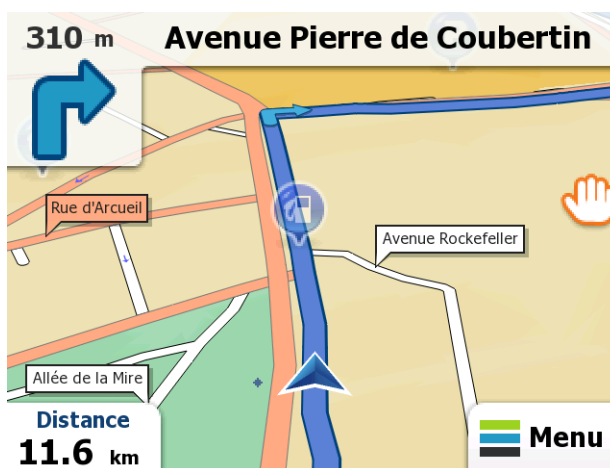 310 m
Avenue Pierre de Coubertin
Rue d'Arcueil
Avenue Rockefeller
Allée de la Mire
Distance
11.6 km
Menu